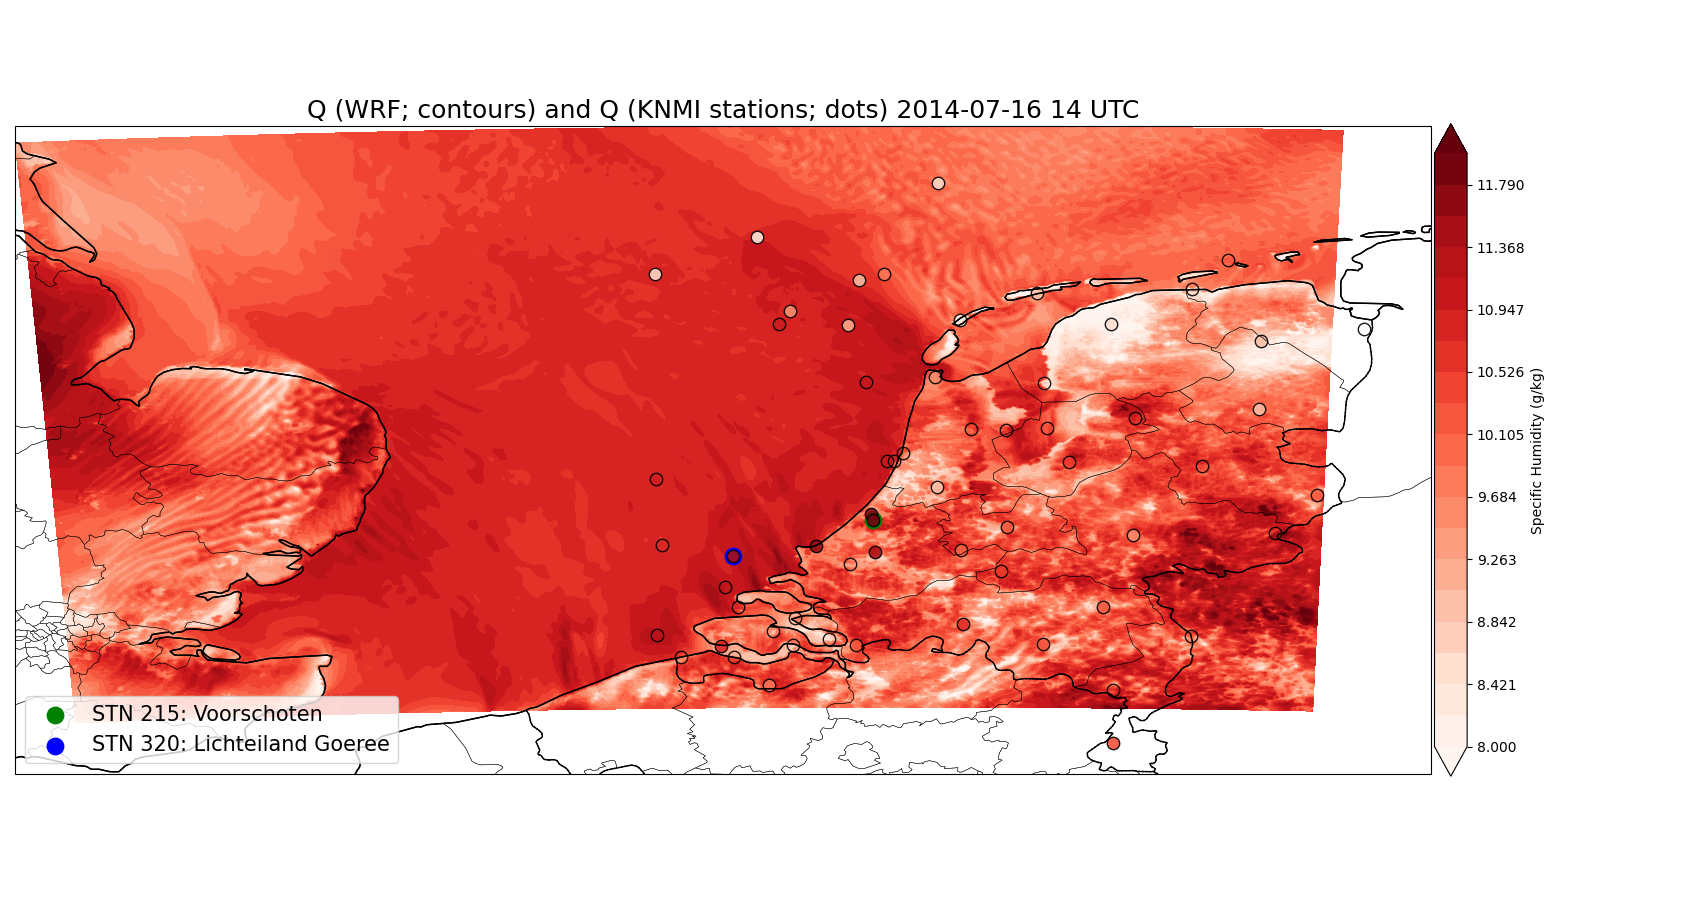 Q (WRF; contours) and Q (KNMI stations; dots) 2014-07-16 14 UTC
11.790
11.368
10.947
10.526
10.105
9.684
9.263
8.842
8.421
8.000
Specific Humidity (g/kg)
STN 215: Voorschoten
STN 320: Lichteiland Goeree